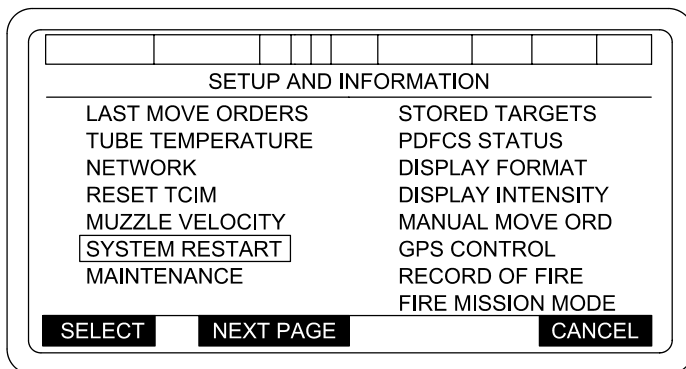 SETUP AND INFORMATION
LAST MOVE ORDERS
TUBE TEMPERATURE
NETWORK
RESET TCIM
MUZZLE VELOCITY
SYSTEM RESTART
MAINTENANCE
STORED TARGETS
PDFCS STATUS
DISPLAY FORMAT
DISPLAY INTENSITY
MANUAL MOVE ORD
GPS CONTROL
RECORD OF FIRE
FIRE MISSION MODE
SELECT NEXT PAGE CANCEL